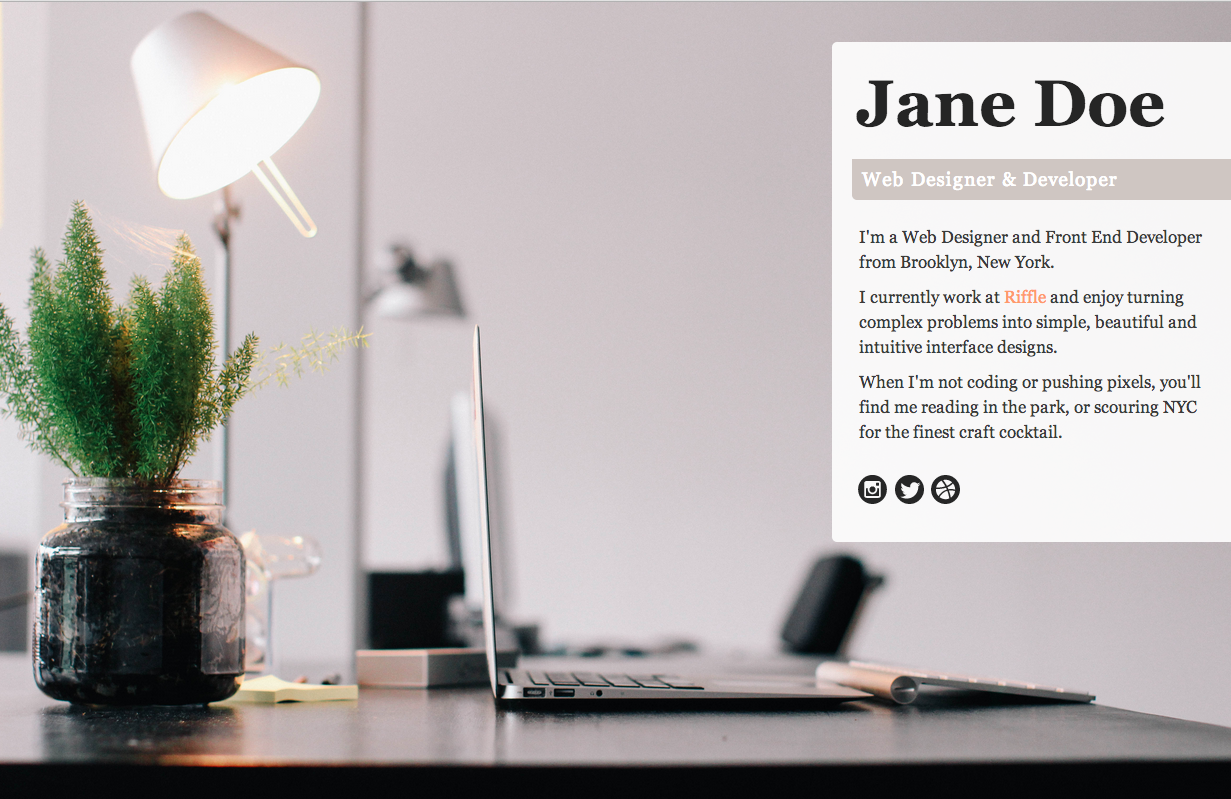 Jane Doe
Web Designer & Developer
I'm a Web Designer and Front End Developer
from Brooklyn, New York.
I currently work at Riffle and enjoy turning
complex problems into simple, beautiful and
intuitive interface designs.
When I'm not coding or pushing pixels, you'll
find me reading in the park, or scouring NYC
for the finest craft cocktail.